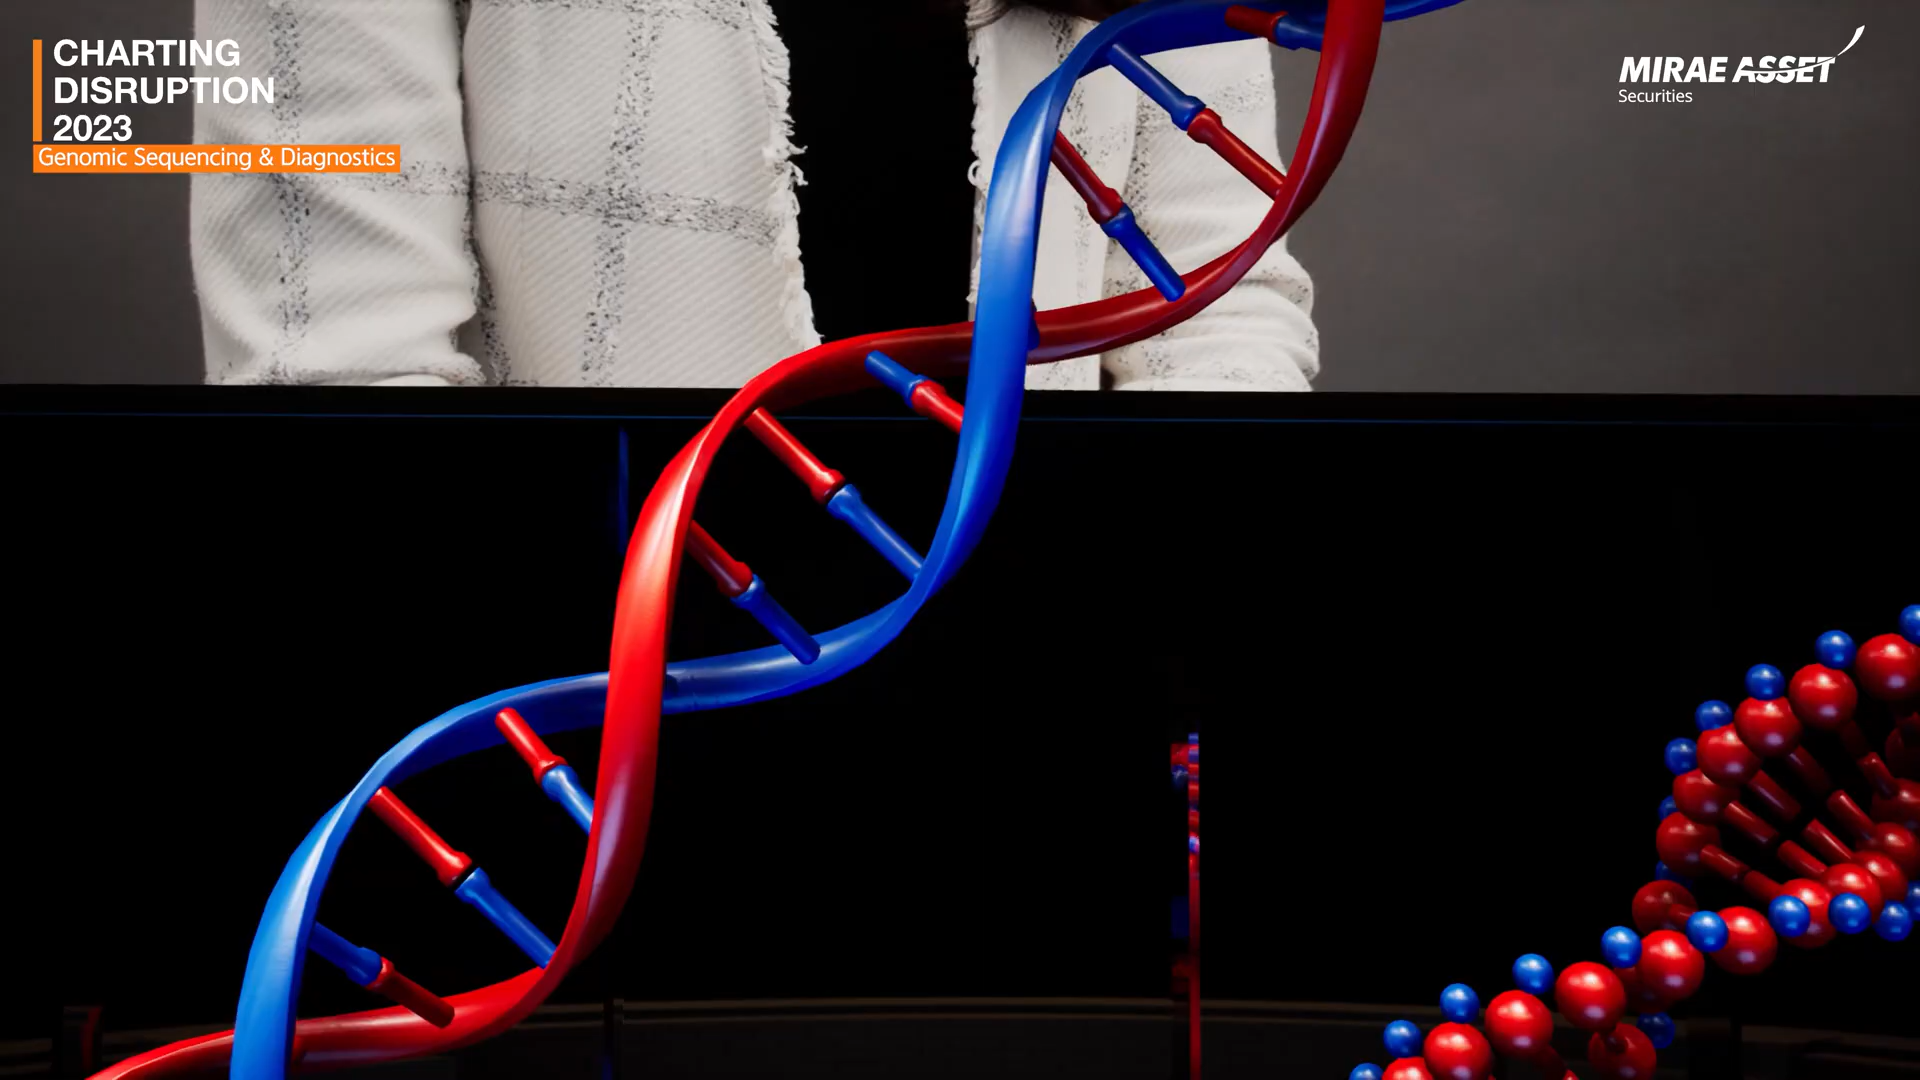 CHARTING
DISRUPTION
2023
Genomic Sequencing & Diagnostics
MIRAE ASSET
Securities